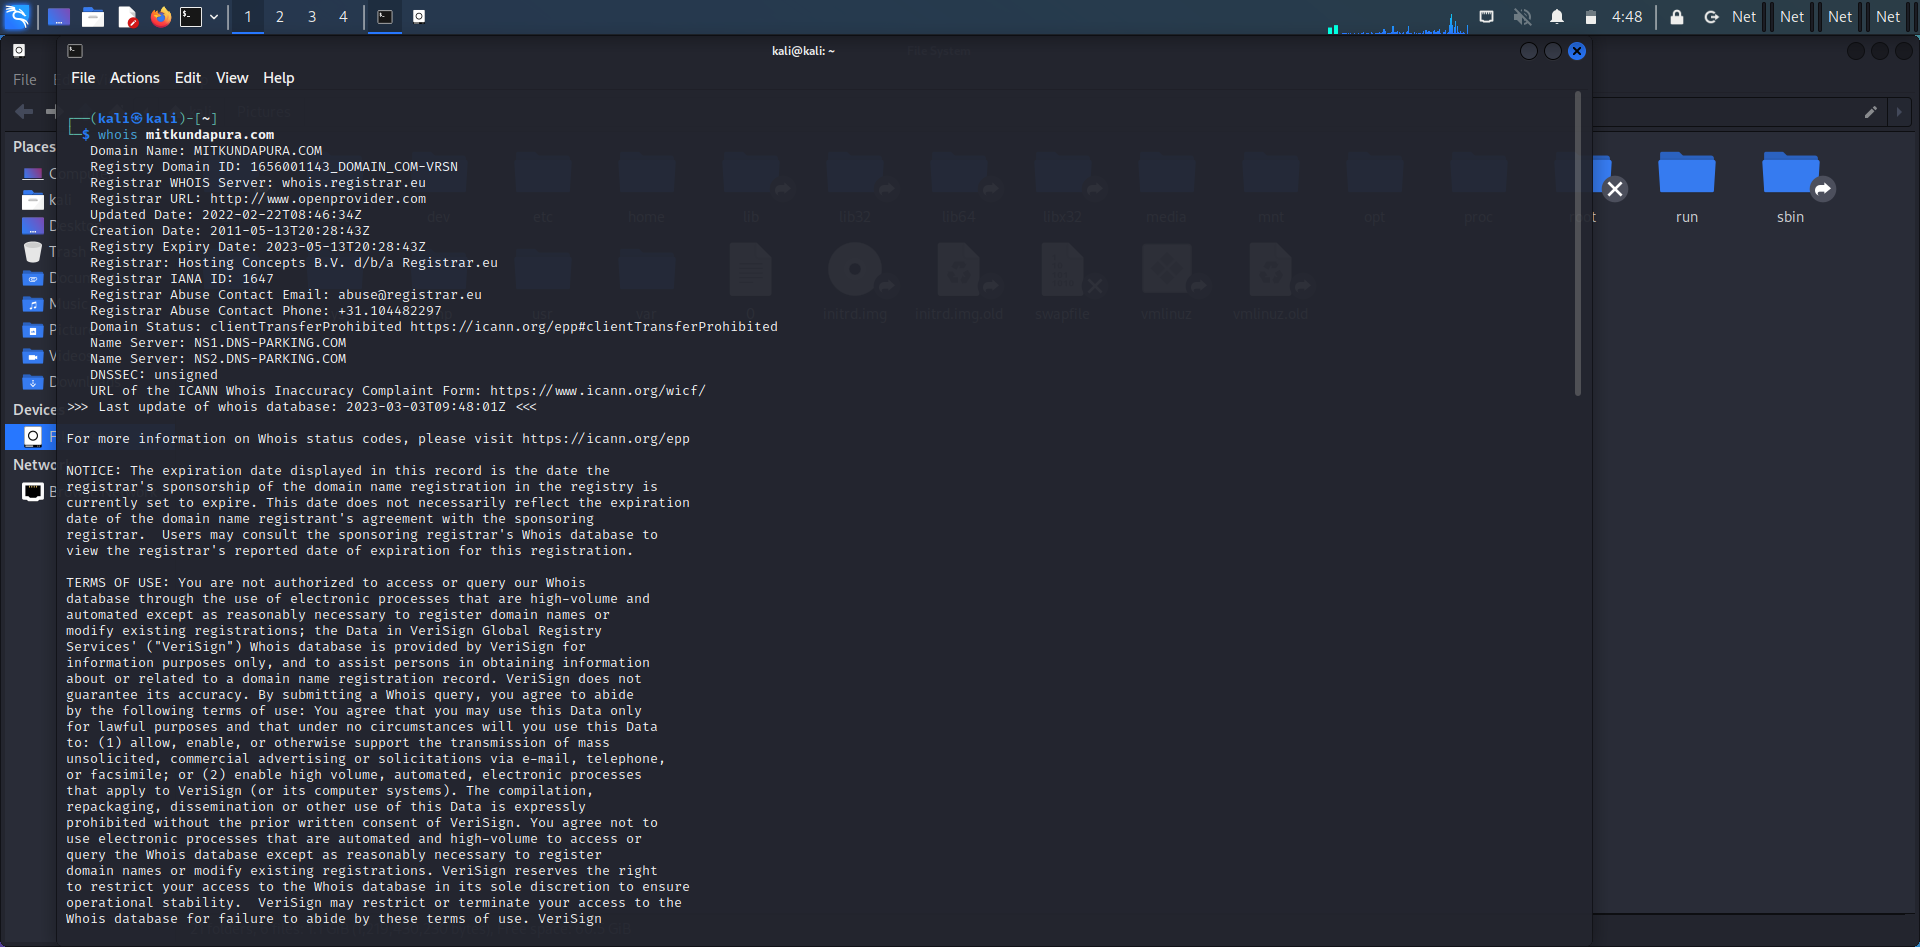 1 2 3 4
4:48 Net Net Net Net
kali@kali: ~
File System
File
File Actions Edit View Help
Places
Devices
run
sbin
dev etc home lib lib32 lib64 libx32 media mnt opt proc
var initrd.img initrd.img.old swapfile vmlinuz vmlinuz.old
┌──(kali㉿kali)-[~]
└─$ whois mitkundapura.com
Domain Name: MITKUNDAPURA.COM
Registry Domain ID: 1656001143_DOMAIN_COM-VRSN
Registrar WHOIS Server: whois.registrar.eu
Registrar URL: http://www.openprovider.com
Updated Date: 2022-02-22T08:46:34Z
Creation Date: 2011-05-13T20:28:43Z
Registry Expiry Date: 2023-05-13T20:28:43Z
Registrar: Hosting Concepts B.V. d/b/a Registrar.eu
Registrar IANA ID: 1647
Registrar Abuse Contact Email: abuse@registrar.eu
Registrar Abuse Contact Phone: +31.104482297
Domain Status: clientTransferProhibited https://icann.org/epp#clientTransferProhibited
Name Server: NS1.DNS-PARKING.COM
Name Server: NS2.DNS-PARKING.COM
DNSSEC: unsigned
URL of the ICANN Whois Inaccuracy Complaint Form: https://www.icann.org/wicf/
>>> Last update of whois database: 2023-03-03T09:48:01Z <<<
For more information on Whois status codes, please visit https://icann.org/epp
NOTICE: The expiration date displayed in this record is the date the
registrar's sponsorship of the domain name registration in the registry is
currently set to expire. This date does not necessarily reflect the expiration
date of the domain name registrant's agreement with the sponsoring
registrar.  Users may consult the sponsoring registrar's Whois database to
view the registrar's reported date of expiration for this registration.
TERMS OF USE: You are not authorized to access or query our Whois
database through the use of electronic processes that are high-volume and
automated except as reasonably necessary to register domain names or
modify existing registrations; the Data in VeriSign Global Registry
Services' ("VeriSign") Whois database is provided by VeriSign for
information purposes only, and to assist persons in obtaining information
about or related to a domain name registration record. VeriSign does not
guarantee its accuracy. By submitting a Whois query, you agree to abide
by the following terms of use: You agree that you may use this Data only
for lawful purposes and that under no circumstances will you use this Data
to: (1) allow, enable, or otherwise support the transmission of mass
unsolicited, commercial advertising or solicitations via e-mail, telephone,
or facsimile; or (2) enable high volume, automated, electronic processes
that apply to VeriSign (or its computer systems). The compilation,
repackaging, dissemination or other use of this Data is expressly
prohibited without the prior written consent of VeriSign. You agree not to
use electronic processes that are automated and high-volume to access or
query the Whois database except as reasonably necessary to register
domain names or modify existing registrations. VeriSign reserves the right
to restrict your access to the Whois database in its sole discretion to ensure
operational stability.  VeriSign may restrict or terminate your access to the
Whois database for failure to abide by these terms of use. VeriSign